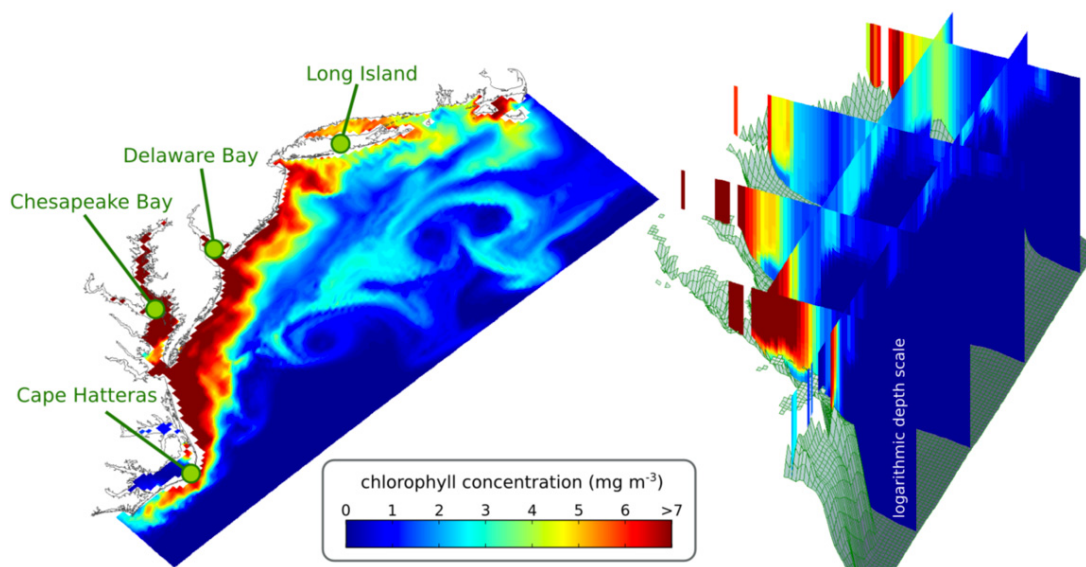 Long Island
Delaware Bay
Chesapeake Bay
Cape Hatteras
chlorophyll concentration (mg m⁻³)
0 1 2 3 4 5 6 >7
logarithmic depth scale